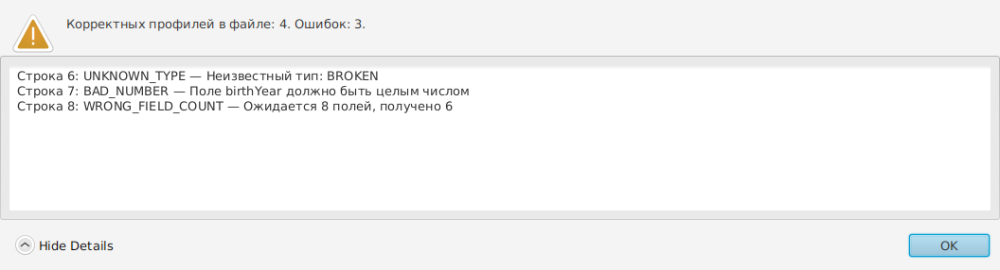 Корректных профилей в файле: 4. Ошибок: 3.
Строка 6: UNKNOWN_TYPE — Неизвестный тип: BROKEN
Строка 7: BAD_NUMBER — Поле birthYear должно быть целым числом
Строка 8: WRONG_FIELD_COUNT — Ожидается 8 полей, получено 6
Hide Details
OK